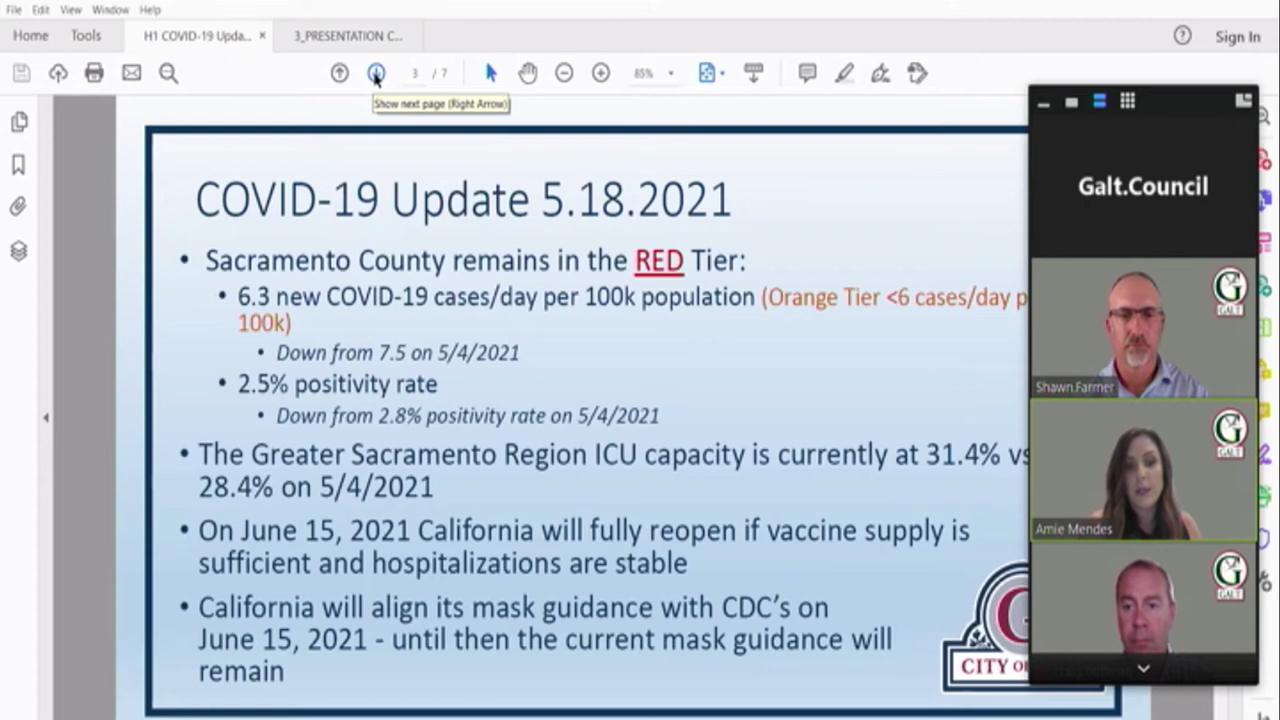 File Edit View Window Help
Home Tools H1 COVID-19 Upda... × 3_PRESENTATION C... Sign In
3 / 7 85%
Show next page (Right Arrow)
COVID-19 Update 5.18.2021
• Sacramento County remains in the RED Tier:
• 6.3 new COVID-19 cases/day per 100k population (Orange Tier <6 cases/day p
100k)
• Down from 7.5 on 5/4/2021
• 2.5% positivity rate
• Down from 2.8% positivity rate on 5/4/2021
• The Greater Sacramento Region ICU capacity is currently at 31.4% vs
28.4% on 5/4/2021
• On June 15, 2021 California will fully reopen if vaccine supply is
sufficient and hospitalizations are stable
• California will align its mask guidance with CDC's on
June 15, 2021 - until then the current mask guidance will
remain
G
CITY OF
Galt.Council
G GALT
Shawn.Farmer
G GALT
Amie Mendes
G GALT